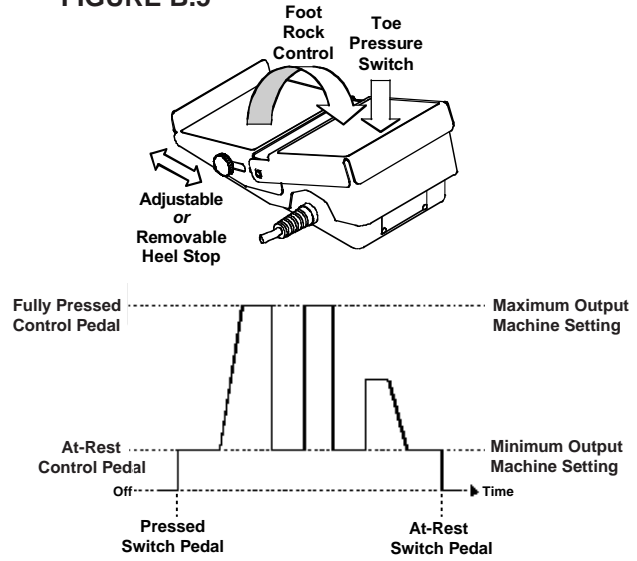 FIGURE B.5
Foot
Rock
Control
Toe
Pressure
Switch
Adjustable
or
Removable
Heel Stop
Fully Pressed
Control Pedal
Maximum Output
Machine Setting
At-Rest
Control Pedal
Minimum Output
Machine Setting
Off
Time
Pressed
Switch Pedal
At-Rest
Switch Pedal